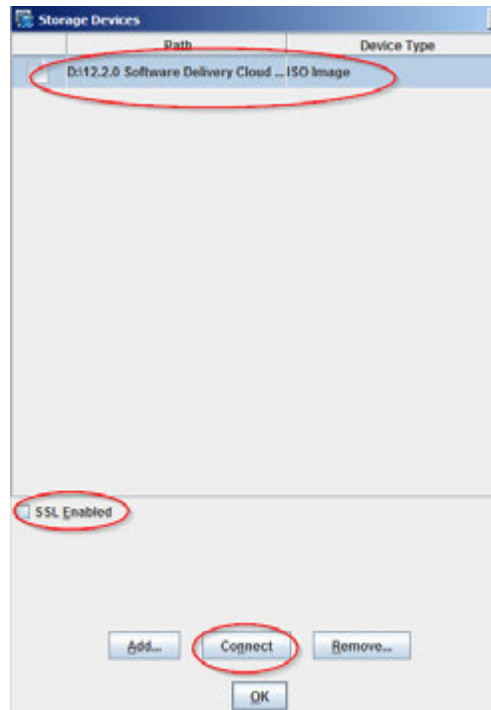 Storage Devices
Path Device Type
D:\12.2.0 Software Delivery Cloud ... ISO Image
SSL Enabled
Add... Connect Remove...
OK